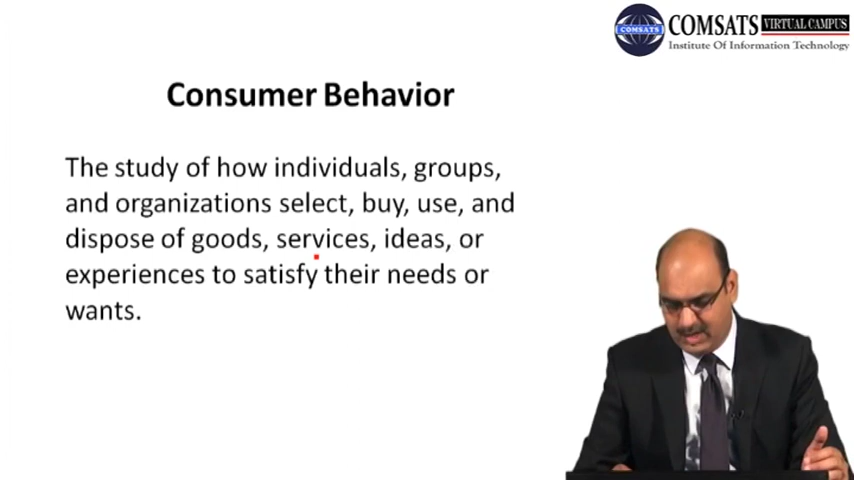 COMSATS VIRTUAL CAMPUS
COMSATS
Institute Of Information Technology
Consumer Behavior
The study of how individuals, groups,
and organizations select, buy, use, and
dispose of goods, services, ideas, or
experiences to satisfy their needs or
wants.